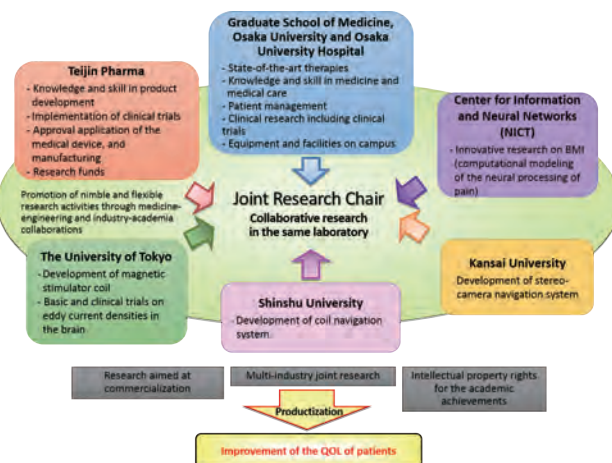 Graduate School of Medicine,
Osaka University and Osaka
University Hospital
- State-of-the-art therapies
- Knowledge and skill in medicine and
medical care
- Patient management
- Clinical research including clinical
trials
- Equipment and facilities on campus
Teijin Pharma
- Knowledge and skill in product
development
- Implementation of clinical trials
- Approval application of the
medical device, and
manufacturing
- Research funds
Center for Information
and Neural Networks
(NICT)
- Innovative research on BMI
(computational modeling
of the neural processing of
pain)
Promotion of nimble and flexible
research activities through medicine-
engineering and industry-academia
collaborations
Joint Research Chair
Collaborative research
in the same laboratory
The University of Tokyo
- Development of magnetic
stimulator coil
- Basic and clinical trials on
eddy current densities in
the brain
Shinshu University
- Development of coil navigation
system
Kansai University
Development of stereo-
camera navigation system
Research aimed at
commercialization
Multi-industry joint research
Intellectual property rights
for the academic
achievements
Productization
Improvement of the QOL of patients